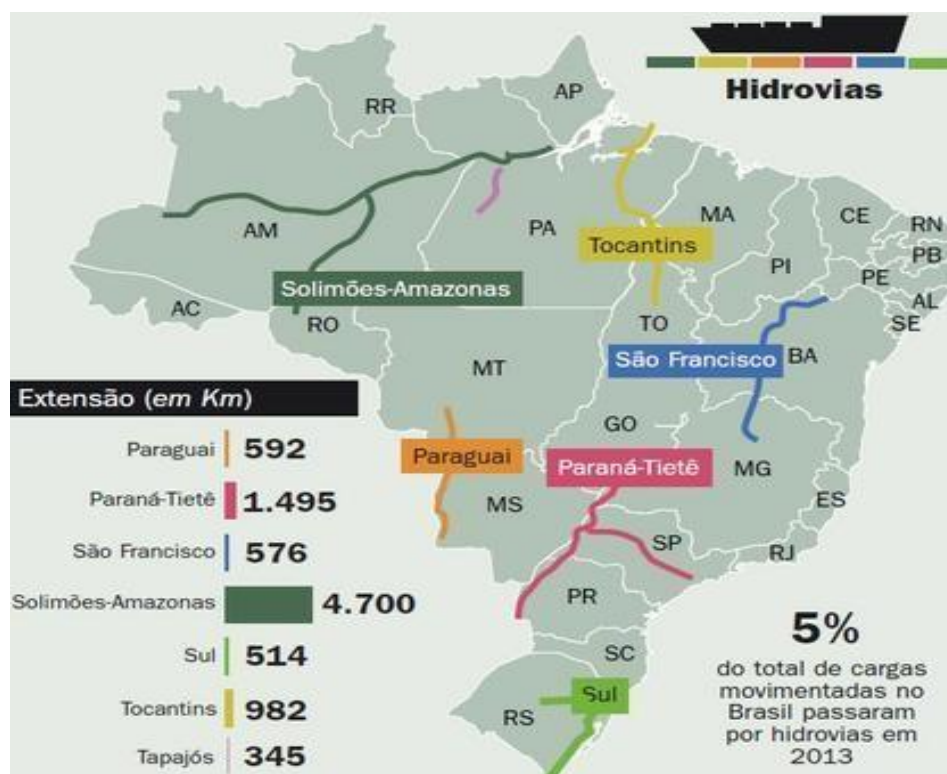 Hidrovias
AP
RR
AM
PA
MA
CE
RN
PB
PI
PE
AL
SE
AC
RO
TO
BA
MT
GO
MG
ES
MS
SP
RJ
PR
SC
RS
Tocantins
Solimões-Amazonas
São Francisco
Paraguai
Paraná-Tietê
Sul
Extensão (em Km)
Paraguai 592
Paraná-Tietê 1.495
São Francisco 576
Solimões-Amazonas 4.700
Sul 514
Tocantins 982
Tapajós 345
5%
do total de cargas
movimentadas no
Brasil passaram
por hidrovias em
2013